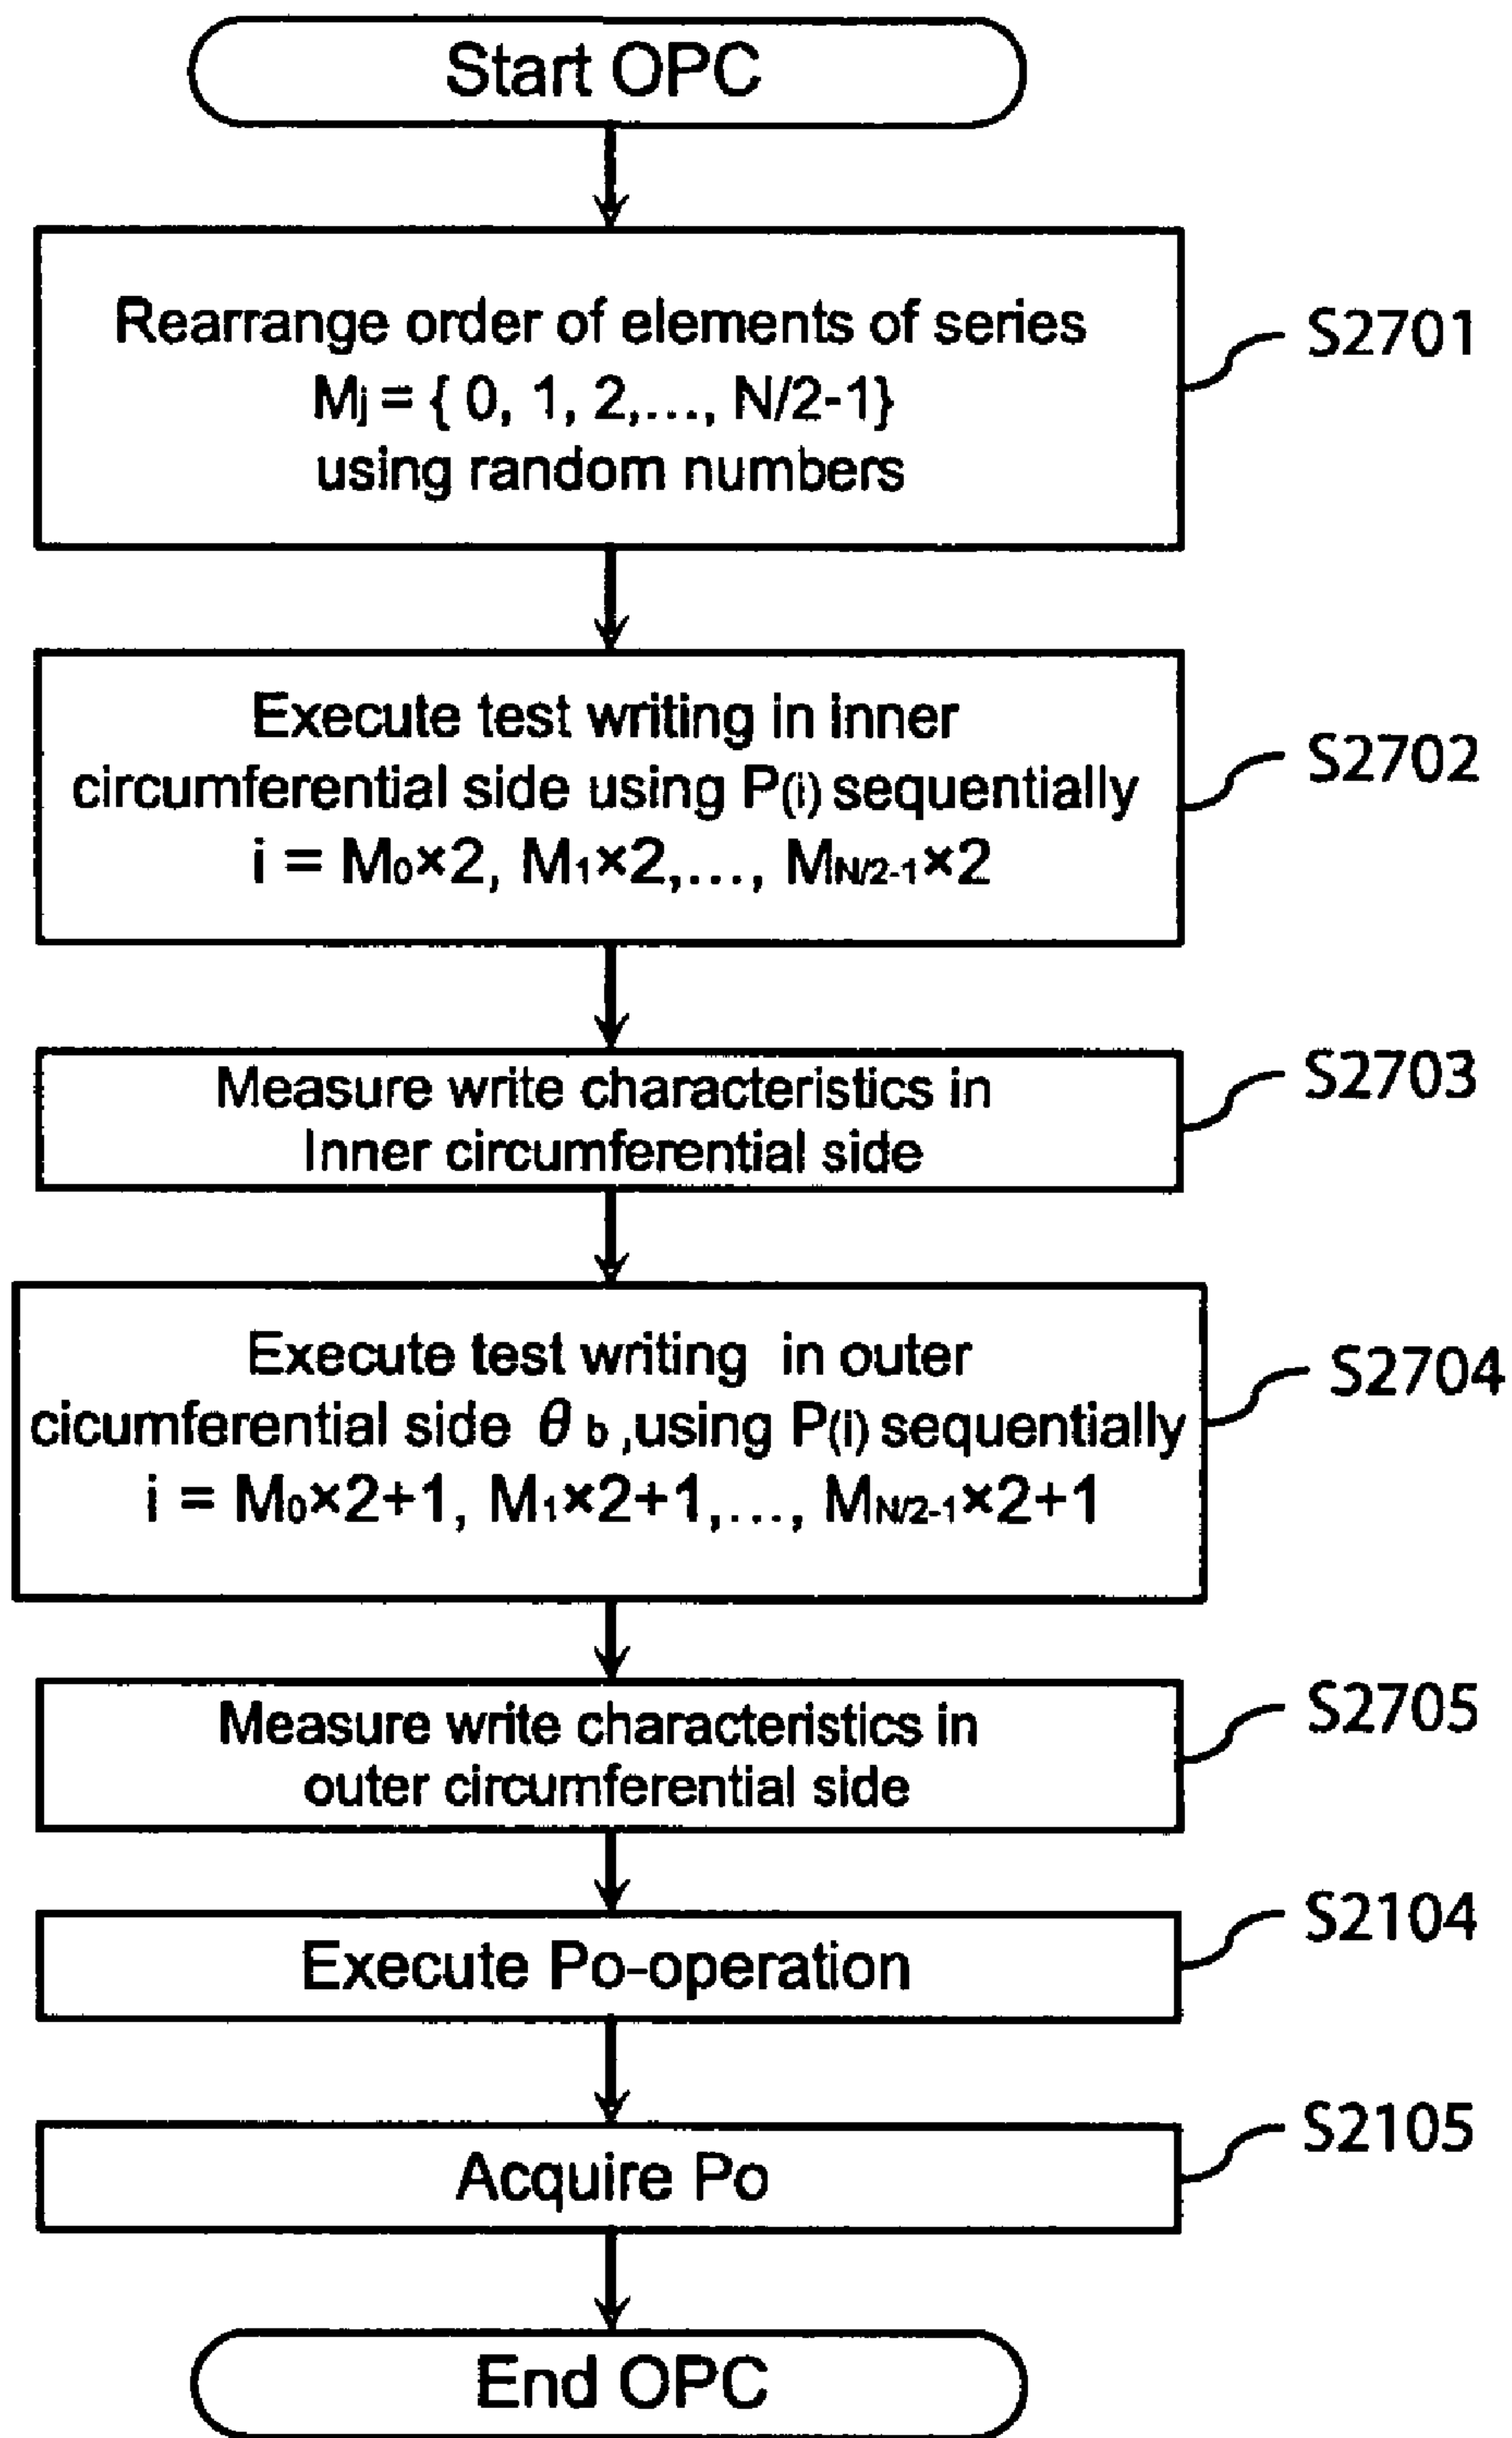 Start OPC
Rearrange order of elements of series
Mj = { 0, 1, 2,..., N/2-1}
using random numbers
S2701
Execute test writing in inner
circumferential side using P(i) sequentially
i = M0×2, M1×2,..., MN/2-1×2
S2702
Measure write characteristics in
Inner circumferential side
S2703
Execute test writing in outer
cicumferential side θb,using P(i) sequentially
i = M0×2+1, M1×2+1,..., MN/2-1×2+1
S2704
Measure write characteristics in
outer circumferential side
S2705
Execute Po-operation
S2104
Acquire Po
S2105
End OPC